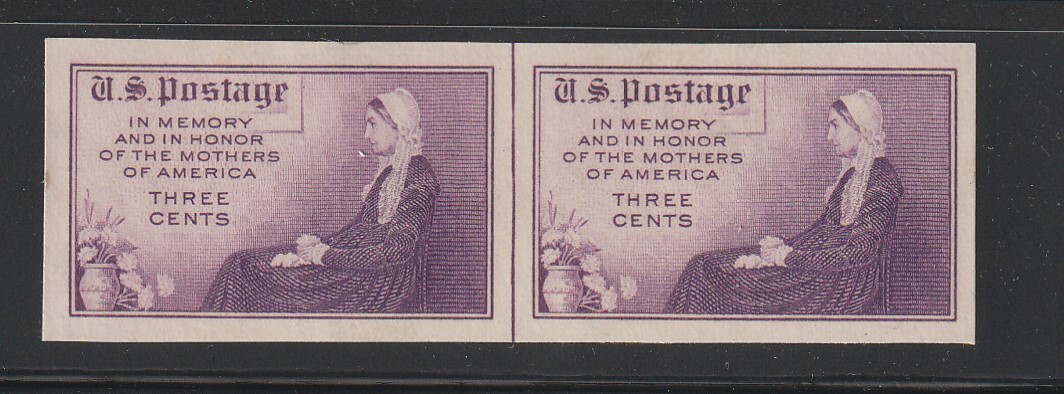 U.S. Postage
IN MEMORY
AND IN HONOR
OF THE MOTHERS
OF AMERICA
THREE
CENTS
U.S. Postage
IN MEMORY
AND IN HONOR
OF THE MOTHERS
OF AMERICA
THREE
CENTS